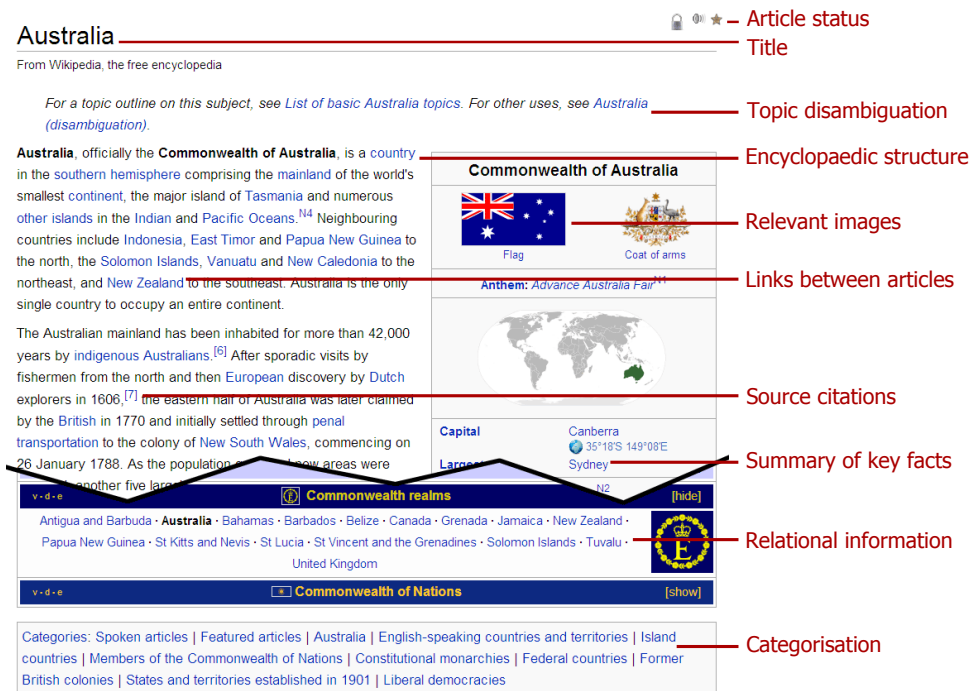 Article status
Australia
Title
From Wikipedia, the free encyclopedia
For a topic outline on this subject, see List of basic Australia topics. For other uses, see Australia
(disambiguation).
Topic disambiguation
Australia, officially the Commonwealth of Australia, is a country
in the southern hemisphere comprising the mainland of the world's
smallest continent, the major island of Tasmania and numerous
other islands in the Indian and Pacific Oceans.N4 Neighbouring
countries include Indonesia, East Timor and Papua New Guinea to
the north, the Solomon Islands, Vanuatu and New Caledonia to the
northeast, and New Zealand to the southeast. Australia is the only
single country to occupy an entire continent.
The Australian mainland has been inhabited for more than 42,000
years by indigenous Australians.[6] After sporadic visits by
fishermen from the north and then European discovery by Dutch
explorers in 1606,[7] the eastern half of Australia was later claimed
by the British in 1770 and initially settled through penal
transportation to the colony of New South Wales, commencing on
26 January 1788. As the population new areas were
another five
Commonwealth of Australia
Flag
Coat of arms
Anthem: Advance Australia FairN1
Capital
Canberra
35°18'S 149°08'E
Sydney
N2
Encyclopaedic structure
Relevant images
Links between articles
Source citations
Summary of key facts
v · d · e
Commonwealth realms
[hide]
Antigua and Barbuda · Australia · Bahamas · Barbados · Belize · Canada · Grenada · Jamaica · New Zealand ·
Papua New Guinea · St Kitts and Nevis · St Lucia · St Vincent and the Grenadines · Solomon Islands · Tuvalu ·
United Kingdom
E
Relational information
v · d · e
Commonwealth of Nations
[show]
Categories: Spoken articles | Featured articles | Australia | English-speaking countries and territories | Island
countries | Members of the Commonwealth of Nations | Constitutional monarchies | Federal countries | Former
British colonies | States and territories established in 1901 | Liberal democracies
Categorisation